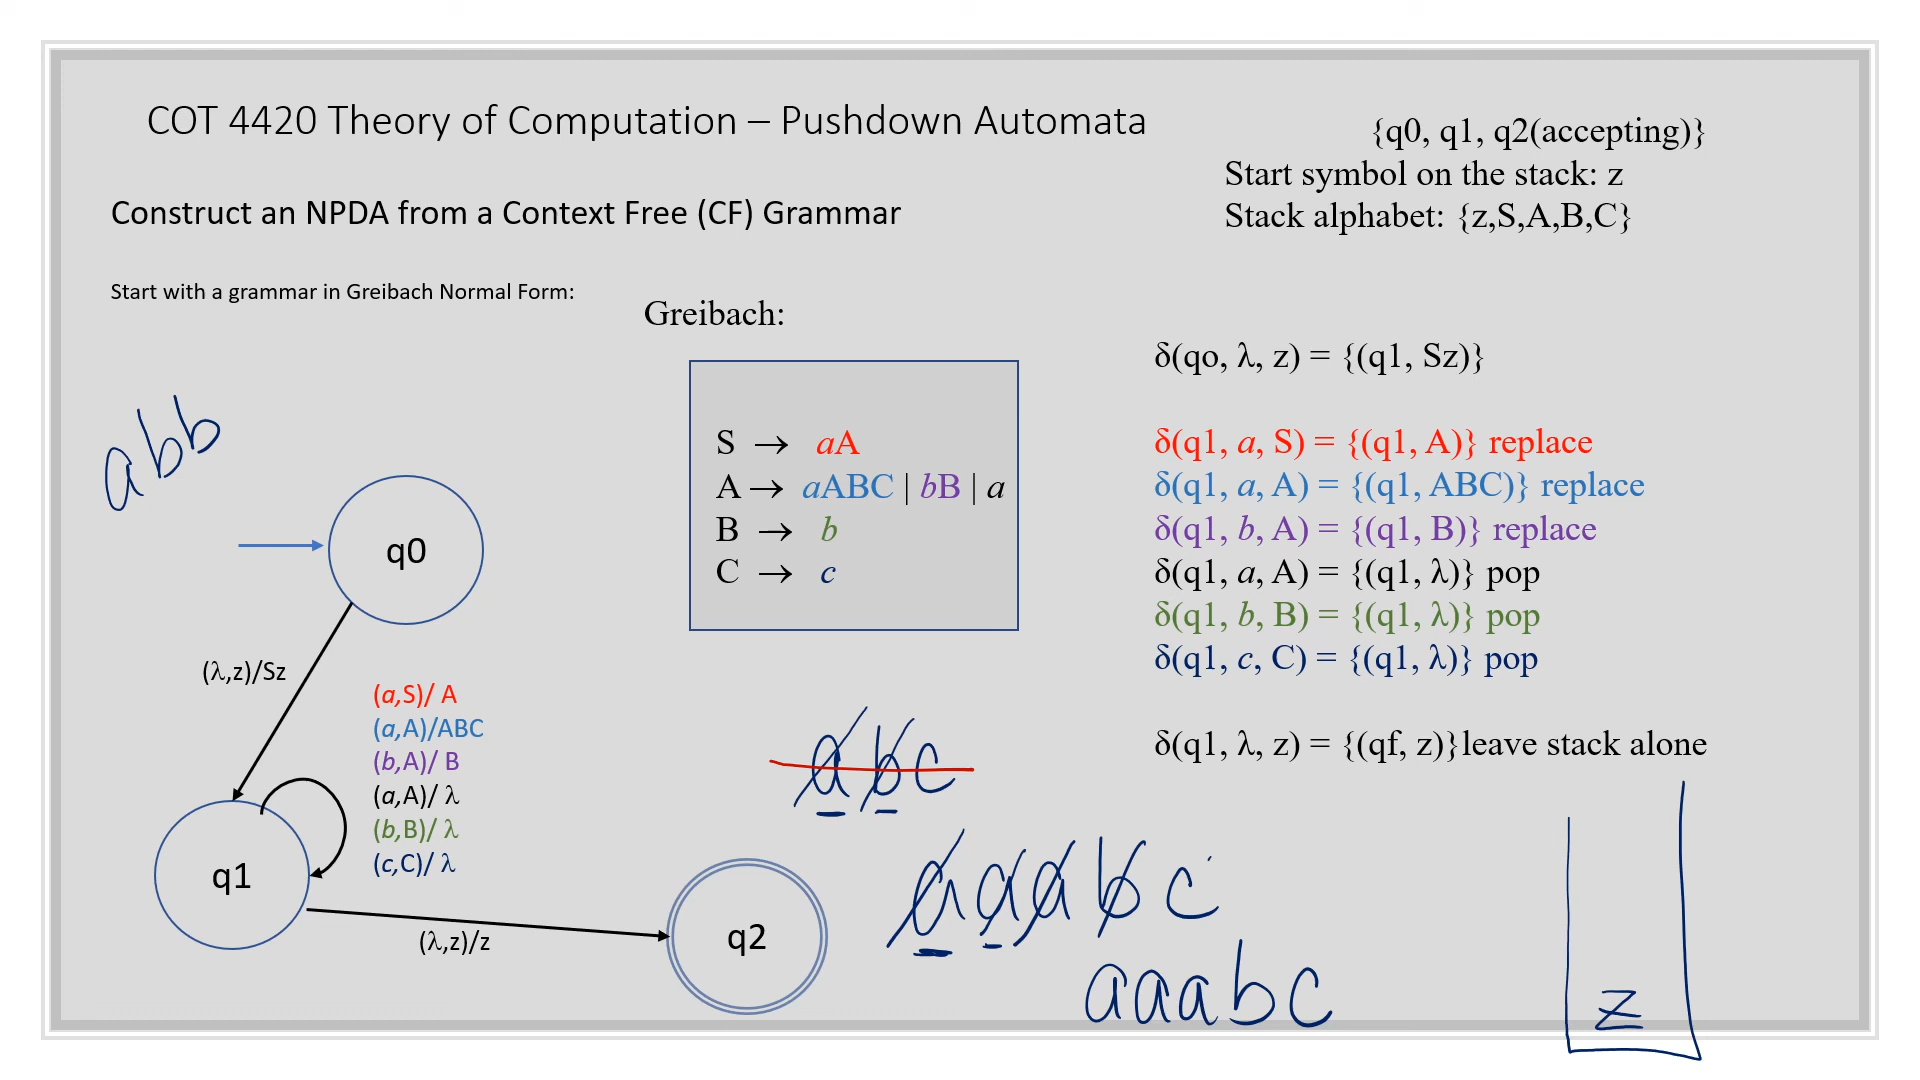 COT 4420 Theory of Computation – Pushdown Automata
{q0, q1, q2(accepting)}
Start symbol on the stack: z
Stack alphabet: {z,S,A,B,C}
Construct an NPDA from a Context Free (CF) Grammar
Start with a grammar in Greibach Normal Form:
Greibach:
S → aA
A → aABC | bB | a
B → b
C → c
δ(qo, λ, z) = {(q1, Sz)}
δ(q1, a, S) = {(q1, A)} replace
δ(q1, a, A) = {(q1, ABC)} replace
δ(q1, b, A) = {(q1, B)} replace
δ(q1, a, A) = {(q1, λ)} pop
δ(q1, b, B) = {(q1, λ)} pop
δ(q1, c, C) = {(q1, λ)} pop
δ(q1, λ, z) = {(qf, z)}leave stack alone
abb
q0
(λ,z)/Sz
(a,S)/ A
(a,A)/ABC
(b,A)/ B
(a,A)/ λ
(b,B)/ λ
(c,C)/ λ
q1
(λ,z)/z
q2
abc
aaabc
aaabc
z